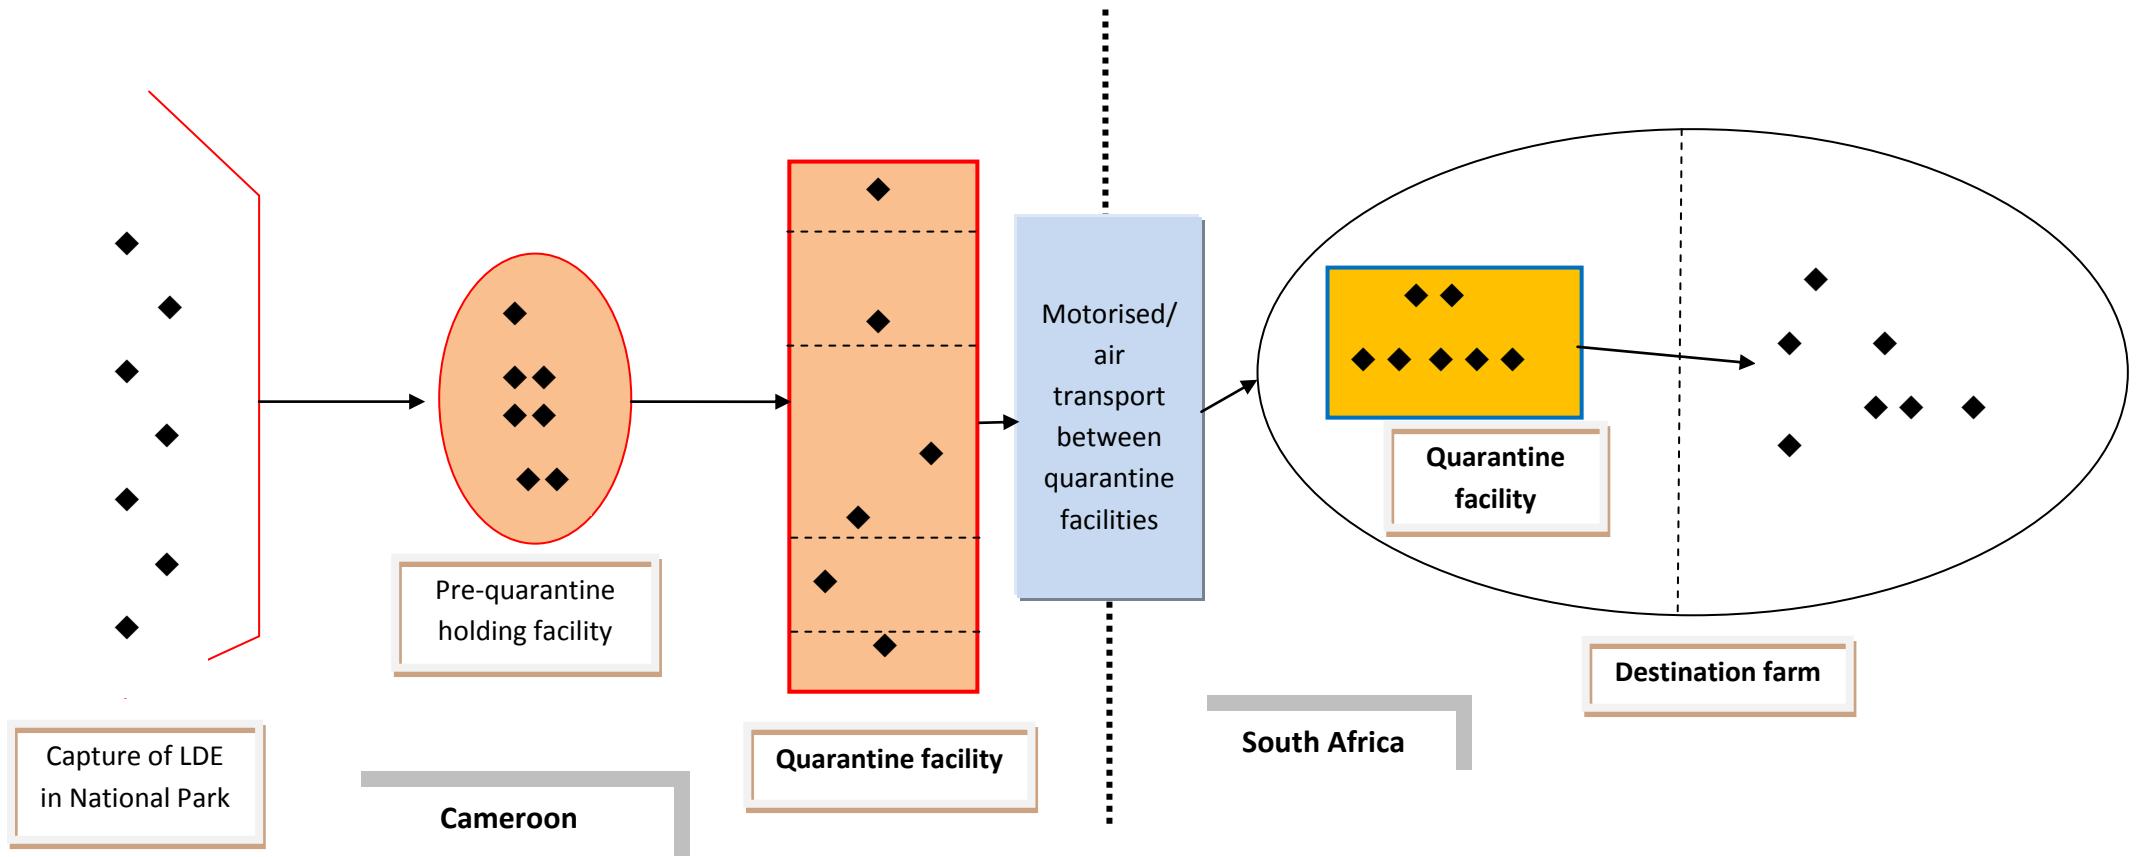 Capture of LDE
in National Park
Pre-quarantine
holding facility
Cameroon
Quarantine facility
Motorised/
air
transport
between
quarantine
facilities
South Africa
Quarantine
facility
Destination farm